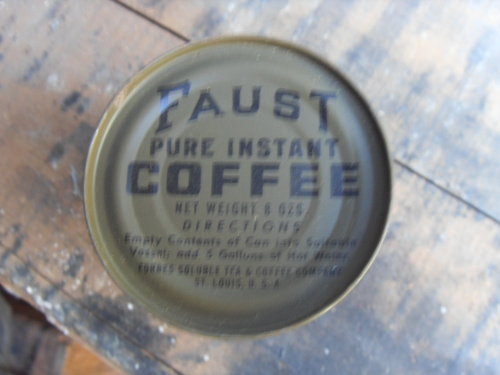 FAUST
PURE INSTANT
COFFEE
NET WEIGHT 8 OZS
DIRECTIONS
Empty Contents of Can into Suitable
Vessel; add 5 Gallons of Hot Water.
FORBES SOLUBLE TEA & COFFEE COMPANY
ST. LOUIS, U. S. A.